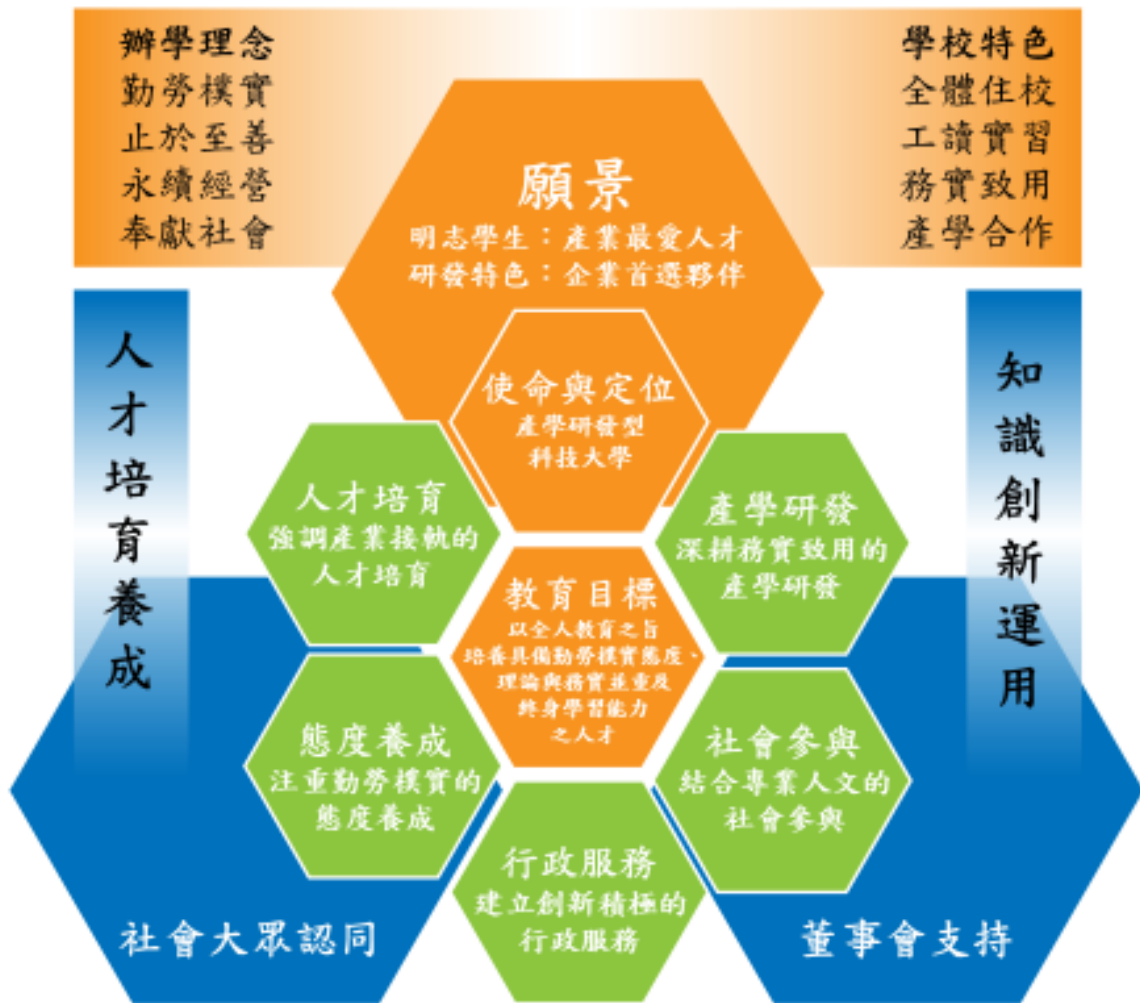 辦學理念
勤勞樸實
止於至善
永續經營
奉獻社會
學校特色
全體住校
工讀實習
務實致用
產學合作
願景
明志學生：產業最愛人才
研發特色：企業首選夥伴
使命與定位
產學研發型
科技大學
人才培育養成
知識創新運用
人才培育
強調產業接軌的
人才培育
產學研發
深耕務實致用的
產學研發
教育目標
以全人教育之旨
培養具備勤勞樸實態度、
理論與務實並重及
終身學習能力
之人才
態度養成
注重勤勞樸實的
態度養成
社會參與
結合專業人文的
社會參與
行政服務
建立創新積極的
行政服務
社會大眾認同
董事會支持